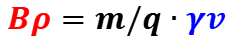 Bρ = m/q · γv